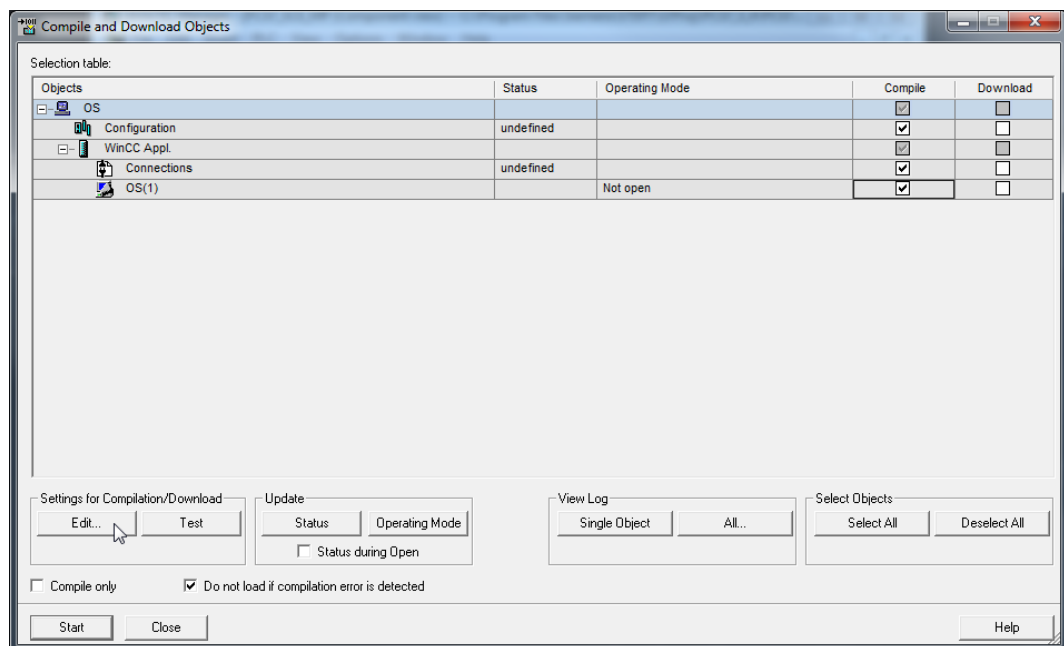 Compile and Download Objects
Selection table:
Objects Status Operating Mode Compile Download
OS
Configuration undefined
WinCC Appl.
Connections undefined
OS(1) Not open
Settings for Compilation/Download Update View Log Select Objects
Edit... Test Status Operating Mode Single Object All... Select All Deselect All
Status during Open
Compile only Do not load if compilation error is detected
Start Close Help